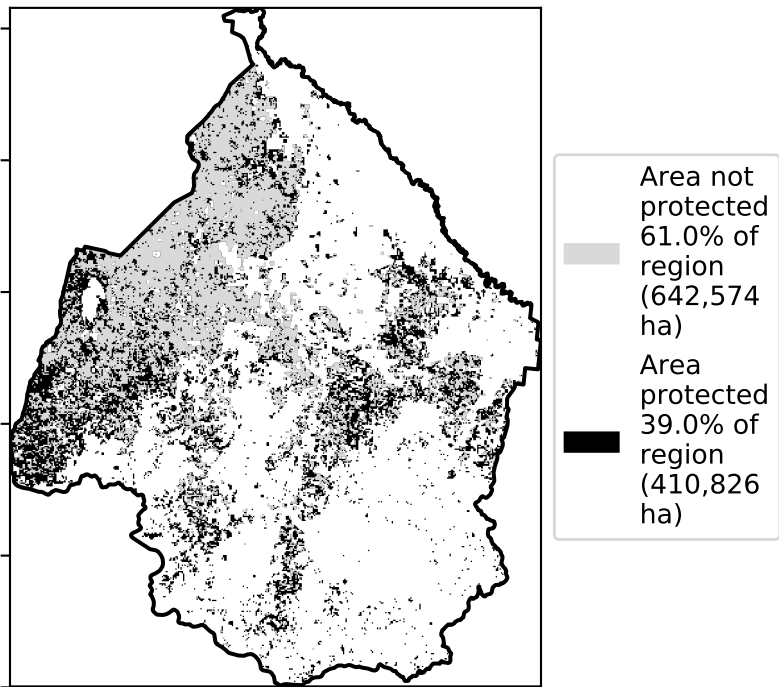 Area not
protected
61.0% of
region
(642,574
ha)
Area
protected
39.0% of
region
(410,826
ha)